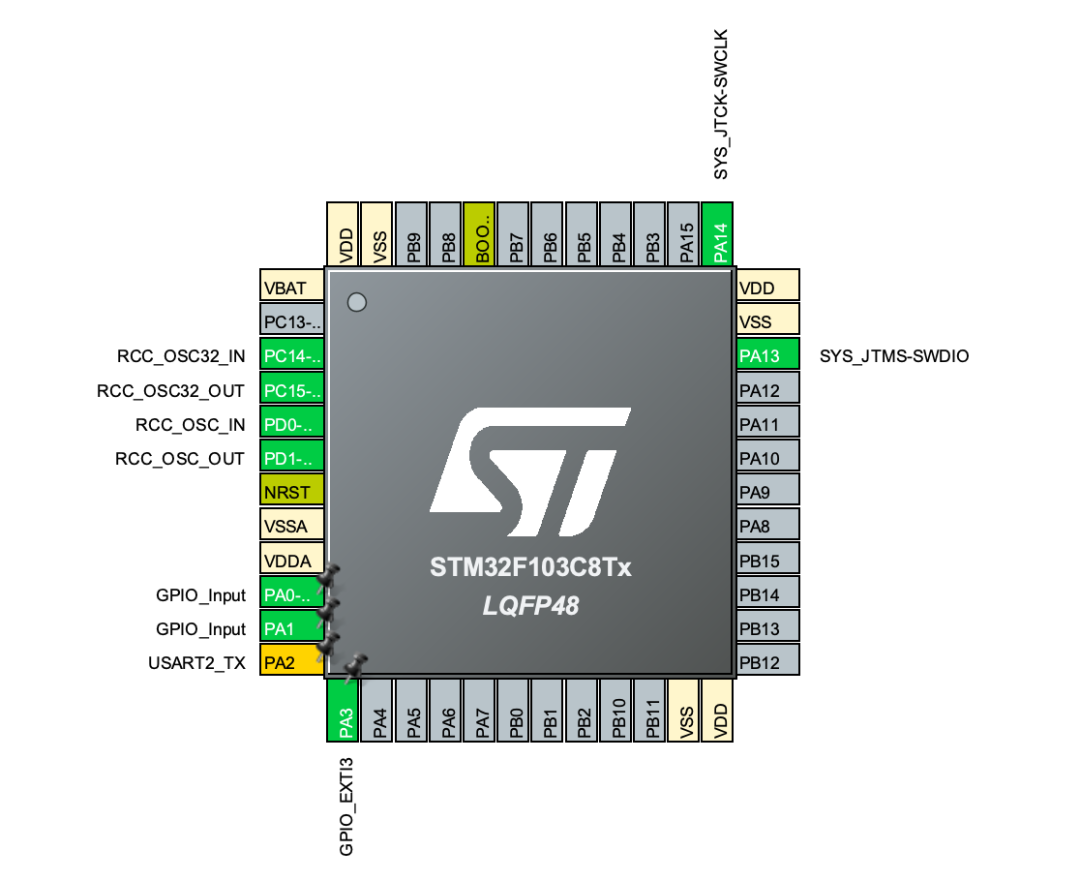 SYS_JTCK-SWCLK
VDD
VSS
PB9
PB8
BOO..
PB7
PB6
PB5
PB4
PB3
PA15
PA14
VBAT
PC13-..
RCC_OSC32_IN PC14-..
RCC_OSC32_OUT PC15-..
RCC_OSC_IN PD0-..
RCC_OSC_OUT PD1-..
NRST
VSSA
VDDA
GPIO_Input PA0-..
GPIO_Input PA1
USART2_TX PA2
ST
STM32F103C8Tx
LQFP48
VDD
VSS
PA13 SYS_JTMS-SWDIO
PA12
PA11
PA10
PA9
PA8
PB15
PB14
PB13
PB12
PA3
PA4
PA5
PA6
PA7
PB0
PB1
PB2
PB10
PB11
VSS
VDD
GPIO_EXTI3